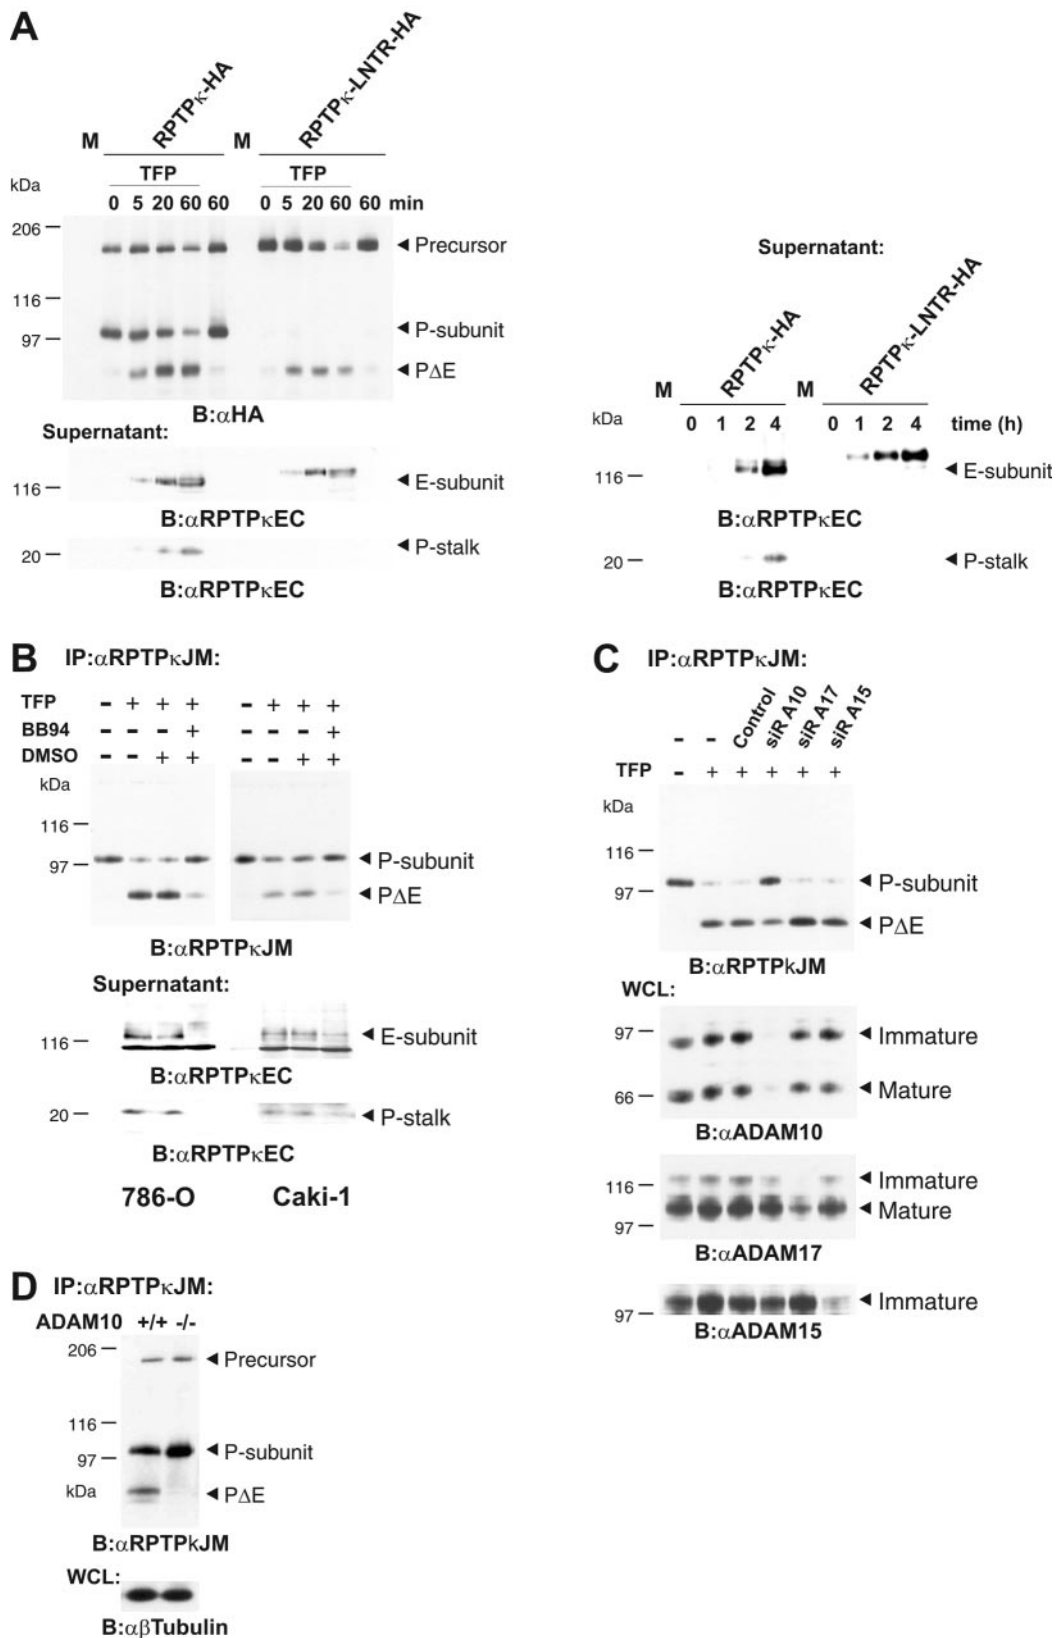 A
RPTPκ-HA
RPTPκ-LNTR-HA
M
M
TFP
TFP
kDa
0 5 20 60 60
0 5 20 60 60 min
206
Precursor
116
P-subunit
97
PΔE
B:αHA
Supernatant:
116
E-subunit
B:αRPTPκEC
20
P-stalk
B:αRPTPκEC
Supernatant:
RPTPκ-HA
RPTPκ-LNTR-HA
M
M
kDa
0 1 2 4
0 1 2 4 time (h)
116
E-subunit
B:αRPTPκEC
20
P-stalk
B:αRPTPκEC
B
IP:αRPTPκJM:
TFP - + + + - + + +
BB94 - - - + - - - +
DMSO - - + + - - + +
kDa
116
97
P-subunit
PΔE
B:αRPTPκJM
Supernatant:
116
E-subunit
B:αRPTPκEC
20
P-stalk
B:αRPTPκEC
786-O
Caki-1
C
IP:αRPTPκJM:
- - Control siR A10 siR A17 siR A15
TFP - + + + + +
kDa
116
97
P-subunit
PΔE
B:αRPTPkJM
WCL:
97
Immature
66
Mature
B:αADAM10
116
Immature
Mature
97
B:αADAM17
Immature
97
B:αADAM15
D
IP:αRPTPκJM:
ADAM10 +/+ -/-
206
Precursor
116
97
P-subunit
kDa
PΔE
B:αRPTPkJM
WCL:
B:αβTubulin